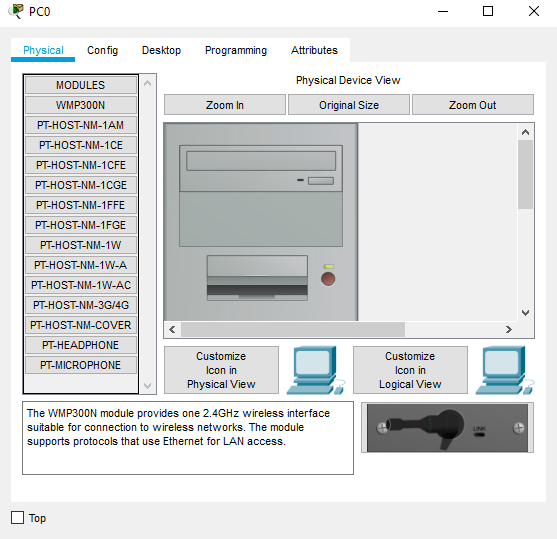 PC0
Physical Config Desktop Programming Attributes
MODULES
WMP300N
PT-HOST-NM-1AM
PT-HOST-NM-1CE
PT-HOST-NM-1CFE
PT-HOST-NM-1CGE
PT-HOST-NM-1FFE
PT-HOST-NM-1FGE
PT-HOST-NM-1W
PT-HOST-NM-1W-A
PT-HOST-NM-1W-AC
PT-HOST-NM-3G/4G
PT-HOST-NM-COVER
PT-HEADPHONE
PT-MICROPHONE
Physical Device View
Zoom In Original Size Zoom Out
Customize
Icon in
Physical View
Customize
Icon in
Logical View
The WMP300N module provides one 2.4GHz wireless interface
suitable for connection to wireless networks. The module
supports protocols that use Ethernet for LAN access.
LINK
Top